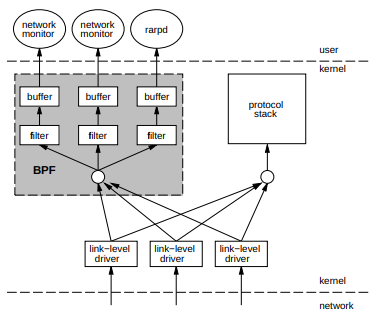 network
monitor
network
monitor
rarpd
user
kernel
buffer
buffer
buffer
protocol
stack
filter
filter
filter
BPF
link−level
driver
link−level
driver
link−level
driver
kernel
network